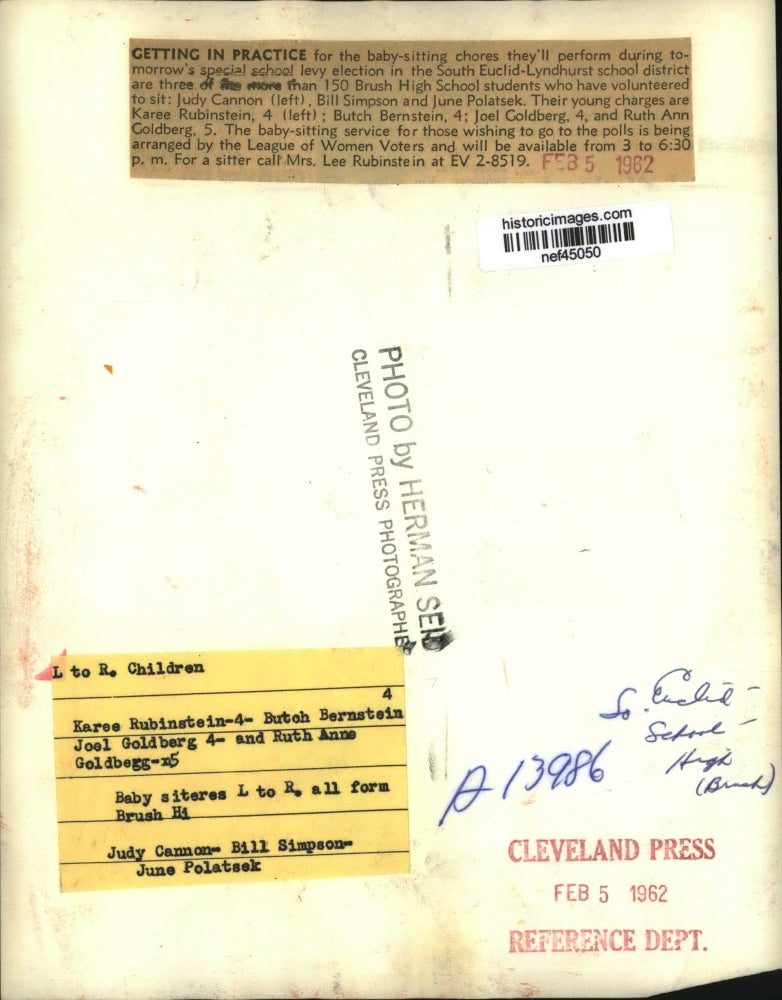 GETTING IN PRACTICE for the baby-sitting chores they'll perform during to-
morrow's special school levy election in the South Euclid-Lyndhurst school district
are three of the more than 150 Brush High School students who have volunteered
to sit: Judy Cannon (left), Bill Simpson and June Polatsek. Their young charges are
Karee Rubinstein, 4 (left); Butch Bernstein, 4; Joel Goldberg, 4, and Ruth Ann
Goldberg, 5. The baby-sitting service for those wishing to go to the polls is being
arranged by the League of Women Voters and will be available from 3 to 6:30
p. m. For a sitter call Mrs. Lee Rubinstein at EV 2-8519. FEB 5 1962
historicimages.com
nef45050
PHOTO by HERMAN SEID
CLEVELAND PRESS PHOTOGRAPHE
L to R. Children
4
Karee Rubinstein-4- Butch Bernstein
Joel Goldberg 4- and Ruth Anne
Goldbegg-5
Baby siteres L to R. all form
Brush Hi
Judy Cannon- Bill Simpson-
June Polatsek
So. Euclid -
School -
High
(Brush)
A 13986
CLEVELAND PRESS
FEB 5 1962
REFERENCE DEPT.